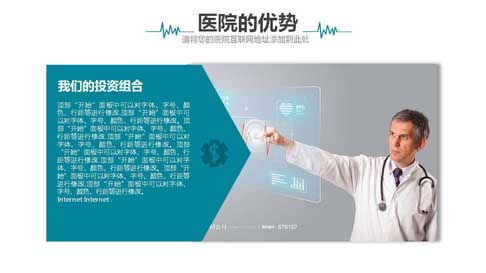 医院的优势
请将您的医院互联网地址添加到此处
我们的投资组合
顶部“开始”面板中可以对字体、字号、颜
色、行距等进行修改.顶部“开始”面板中可
以对字体、字号、颜色、行距等进行修改。顶
部“开始”面板中可以对字体、字号、颜色、
行距等进行修改.顶部“开始”面板中可以对字
体、字号、颜色、行距等进行修改。顶部
“开始”面板中可以对字体、字号、颜色、行
距等进行修改.顶部“开始”面板中可以对字
体、字号、颜色、行距等进行修改。顶部“开
始”面板中可以对字体、字号、颜色、行距等
进行修改.顶部“开始”面板中可以对字体、
字号、颜色、行距等进行修改。
Internet Internet .